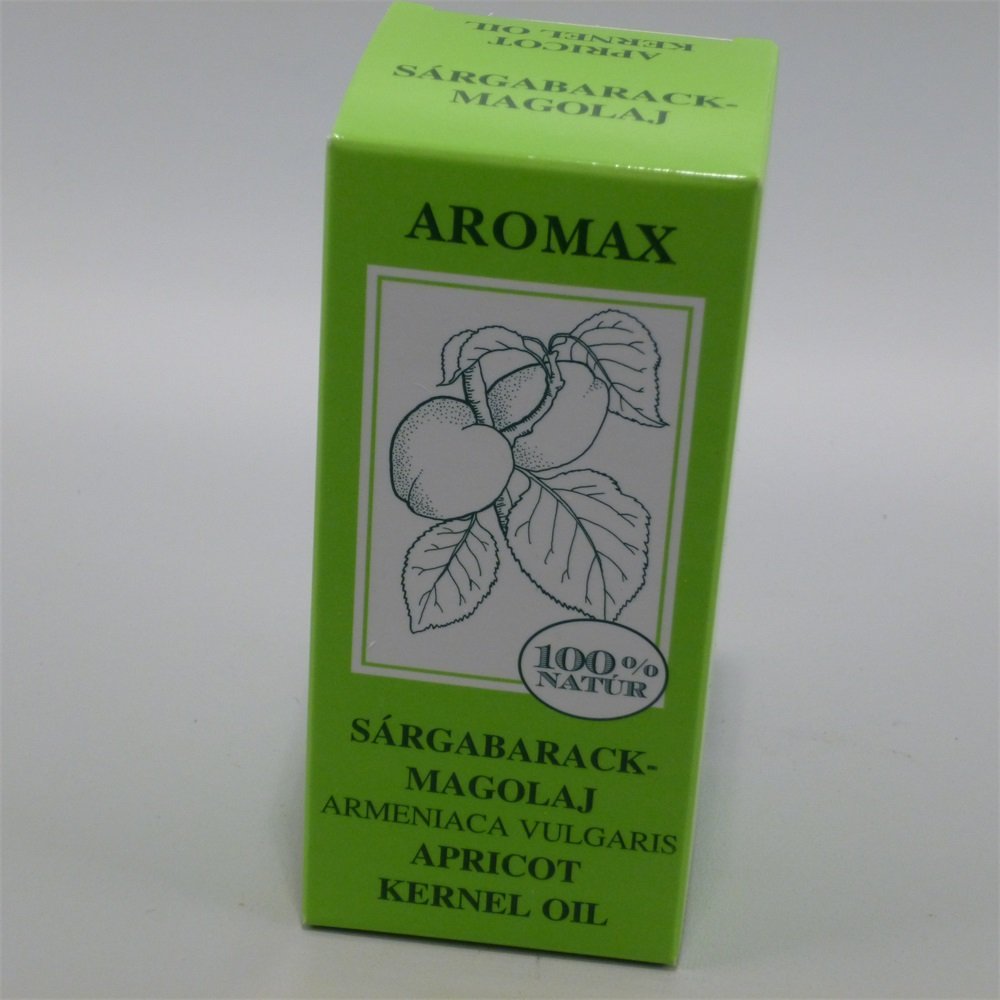 APRICOT
KERNEL OIL
SÁRGABARACK-
MAGOLAJ
AROMAX
100%
NATÚR
SÁRGABARACK-
MAGOLAJ
ARMENIACA VULGARIS
APRICOT
KERNEL OIL